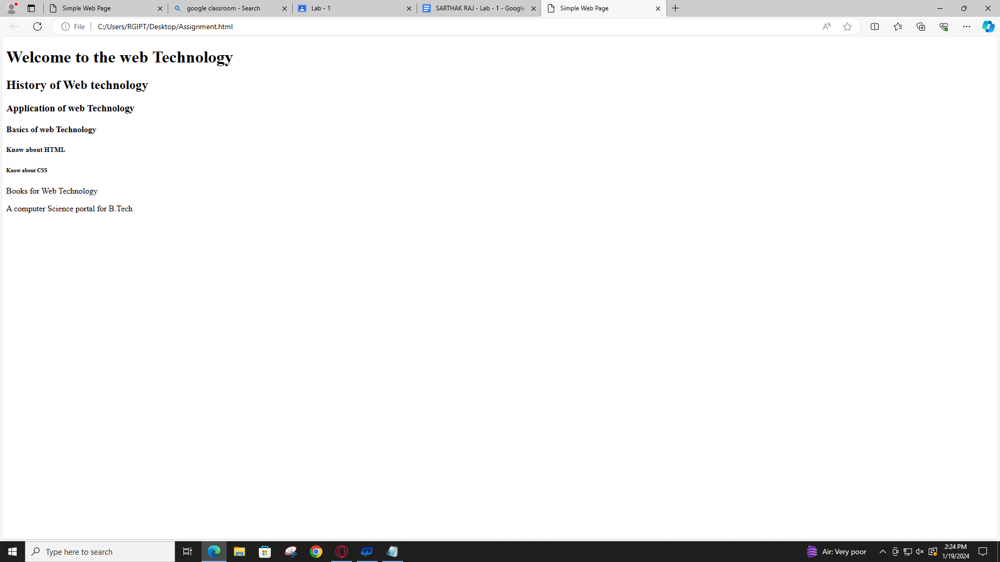 Simple Web Page
google classroom - Search
Lab - 1
SARTHAK RAJ - Lab - 1 - Google
Simple Web Page
File
C:/Users/RGIPT/Desktop/Assignment.html
Welcome to the web Technology
History of Web technology
Application of web Technology
Basics of web Technology
Know about HTML
Know about CSS
Books for Web Technology
A computer Science portal for B.Tech
Type here to search
Air: Very poor
2:24 PM
1/19/2024